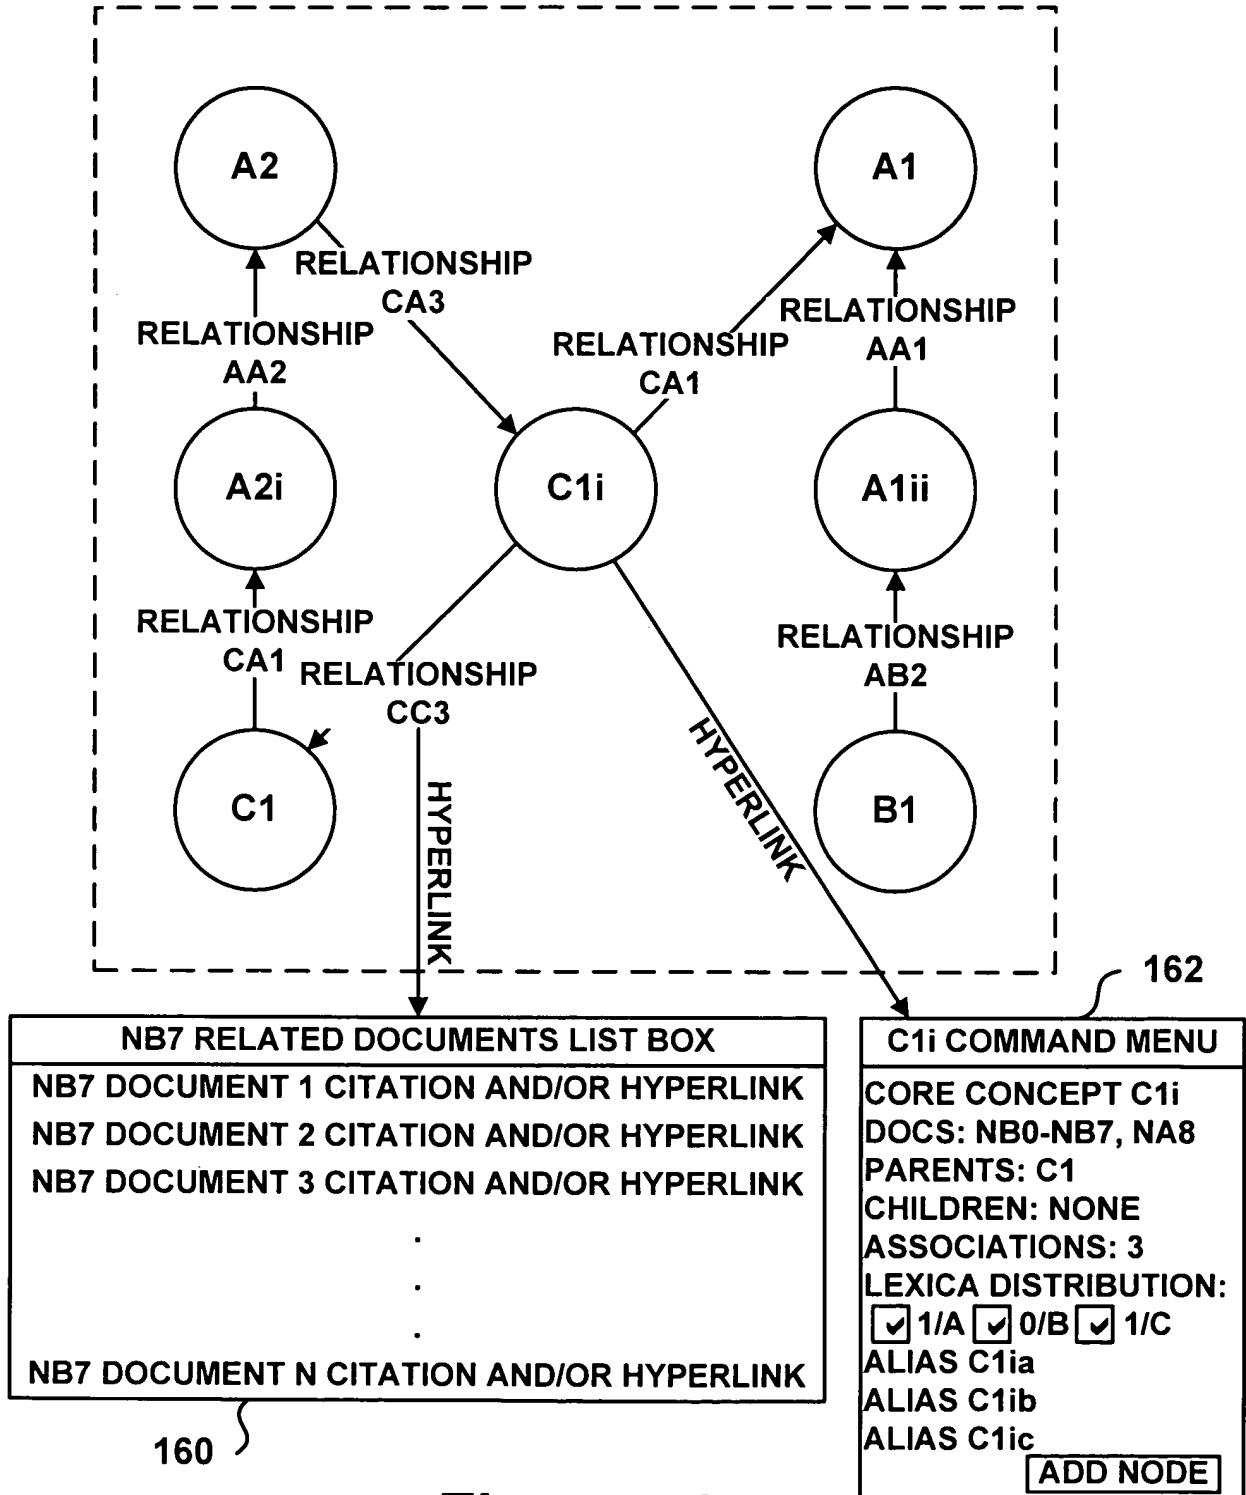 A2
A1
RELATIONSHIP
CA3
RELATIONSHIP
AA2
RELATIONSHIP
CA1
RELATIONSHIP
AA1
A2i
C1i
A1ii
RELATIONSHIP
CA1
RELATIONSHIP
CC3
RELATIONSHIP
AB2
C1
B1
HYPERLINK
HYPERLINK
162
NB7 RELATED DOCUMENTS LIST BOX
NB7 DOCUMENT 1 CITATION AND/OR HYPERLINK
NB7 DOCUMENT 2 CITATION AND/OR HYPERLINK
NB7 DOCUMENT 3 CITATION AND/OR HYPERLINK
.
.
.
NB7 DOCUMENT N CITATION AND/OR HYPERLINK
160
C1i COMMAND MENU
CORE CONCEPT C1i
DOCS: NB0-NB7, NA8
PARENTS: C1
CHILDREN: NONE
ASSOCIATIONS: 3
LEXICA DISTRIBUTION:
1/A 0/B 1/C
ALIAS C1ia
ALIAS C1ib
ALIAS C1ic
ADD NODE